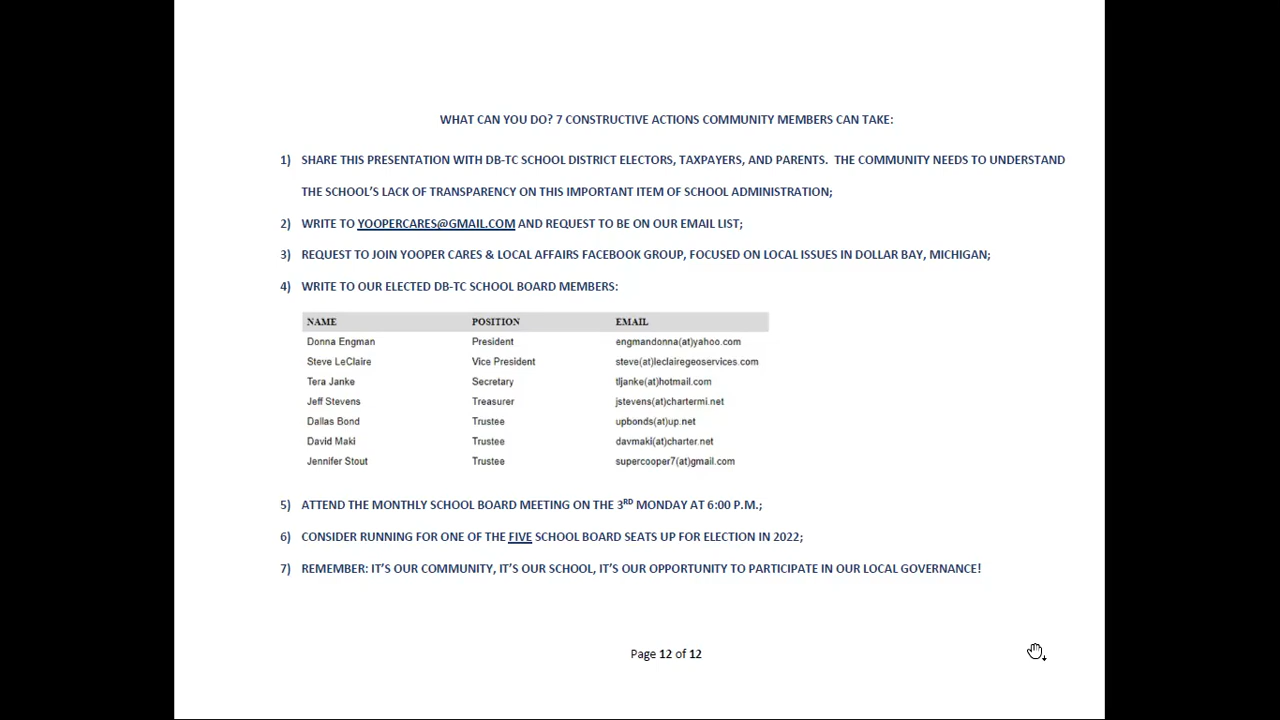 WHAT CAN YOU DO? 7 CONSTRUCTIVE ACTIONS COMMUNITY MEMBERS CAN TAKE:
1) SHARE THIS PRESENTATION WITH DB-TC SCHOOL DISTRICT ELECTORS, TAXPAYERS, AND PARENTS. THE COMMUNITY NEEDS TO UNDERSTAND
THE SCHOOL'S LACK OF TRANSPARENCY ON THIS IMPORTANT ITEM OF SCHOOL ADMINISTRATION;
2) WRITE TO YOOPERCARES@GMAIL.COM AND REQUEST TO BE ON OUR EMAIL LIST;
3) REQUEST TO JOIN YOOPER CARES & LOCAL AFFAIRS FACEBOOK GROUP, FOCUSED ON LOCAL ISSUES IN DOLLAR BAY, MICHIGAN;
4) WRITE TO OUR ELECTED DB-TC SCHOOL BOARD MEMBERS:
NAME POSITION EMAIL
Donna Engman President engmandonna(at)yahoo.com
Steve LeClaire Vice President steve(at)leclairegeoservices.com
Tera Janke Secretary tljanke(at)hotmail.com
Jeff Stevens Treasurer jstevens(at)chartermi.net
Dallas Bond Trustee upbonds(at)up.net
David Maki Trustee davmaki(at)charter.net
Jennifer Stout Trustee supercooper7(at)gmail.com
5) ATTEND THE MONTHLY SCHOOL BOARD MEETING ON THE 3RD MONDAY AT 6:00 P.M.;
6) CONSIDER RUNNING FOR ONE OF THE FIVE SCHOOL BOARD SEATS UP FOR ELECTION IN 2022;
7) REMEMBER: IT'S OUR COMMUNITY, IT'S OUR SCHOOL, IT'S OUR OPPORTUNITY TO PARTICIPATE IN OUR LOCAL GOVERNANCE!
Page 12 of 12